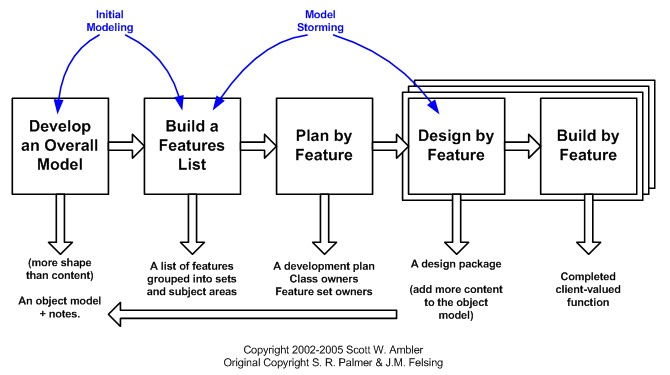 Initial
Modeling
Model
Storming
Develop
an Overall
Model
Build a
Features
List
Plan by
Feature
Design by
Feature
Build by
Feature
(more shape
than content)
An object model
+ notes.
A list of features
grouped into sets
and subject areas
A development plan
Class owners
Feature set owners
A design package
(add more content
to the object
model)
Completed
client-valued
function
Copyright 2002-2005 Scott W. Ambler
Original Copyright S. R. Palmer & J.M. Felsing